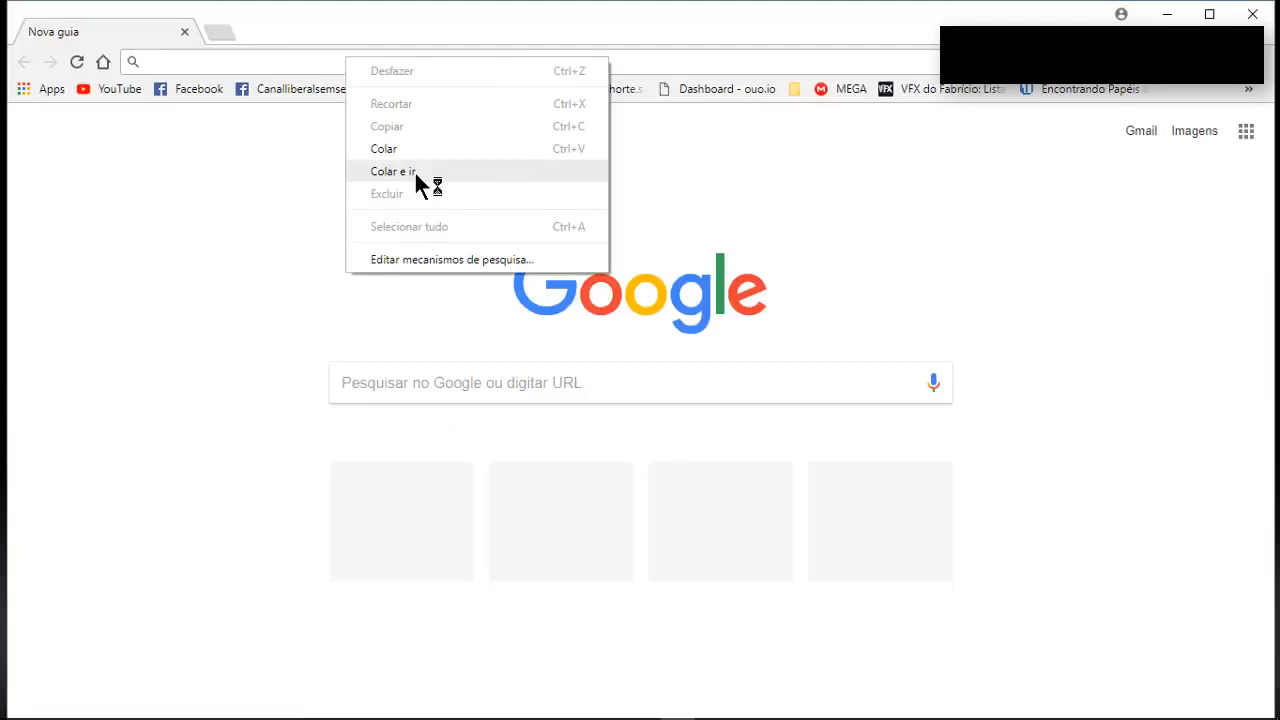 Nova guia
Apps YouTube Facebook Canalliberalsemse horte.s Dashboard - ouo.io MEGA VFX do Fabrício: Lista Encontrando Papéis »
Desfazer Ctrl+Z
Recortar Ctrl+X
Copiar Ctrl+C
Colar Ctrl+V
Colar e ir
Excluir
Selecionar tudo Ctrl+A
Editar mecanismos de pesquisa...
Gmail Imagens
Google
Pesquisar no Google ou digitar URL